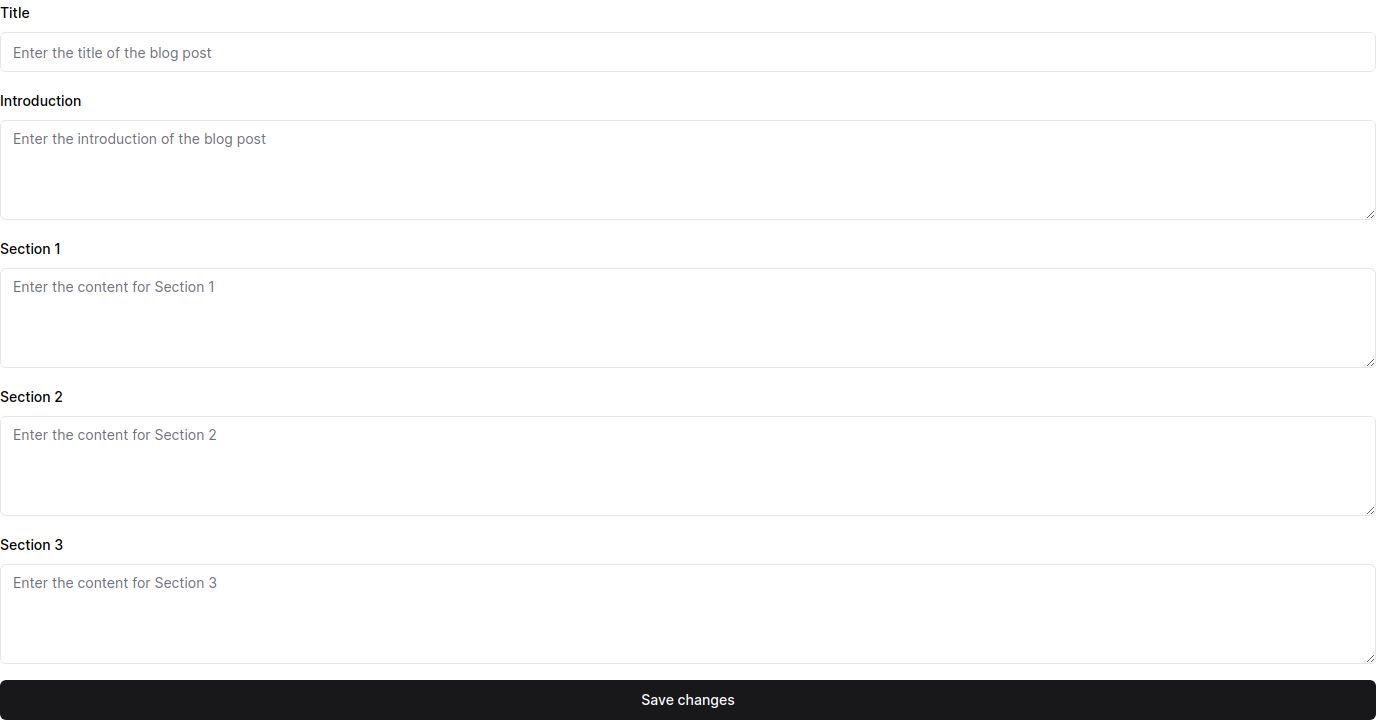 Title
Enter the title of the blog post
Introduction
Enter the introduction of the blog post
Section 1
Enter the content for Section 1
Section 2
Enter the content for Section 2
Section 3
Enter the content for Section 3
Save changes